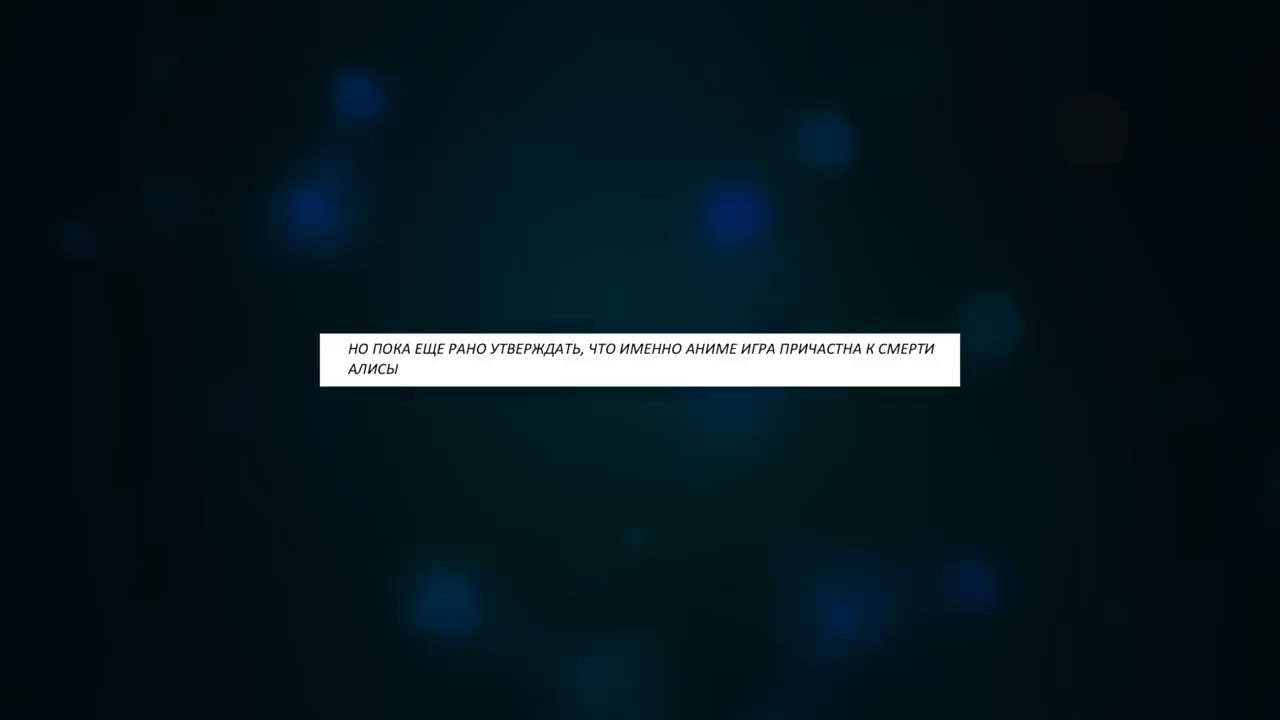 НО ПОКА ЕЩЕ РАНО УТВЕРЖДАТЬ, ЧТО ИМЕННО АНИМЕ ИГРА ПРИЧАСТНА К СМЕРТИ
АЛИСЫ